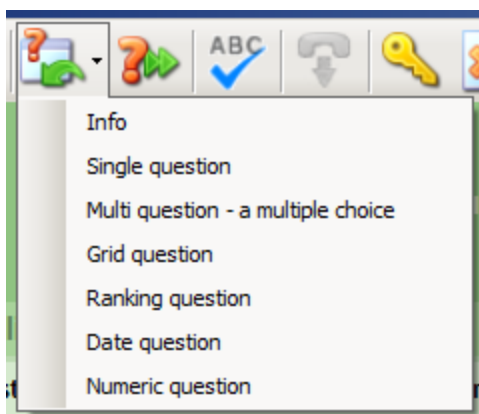 ABC
Info
Single question
Multi question - a multiple choice
Grid question
Ranking question
Date question
Numeric question